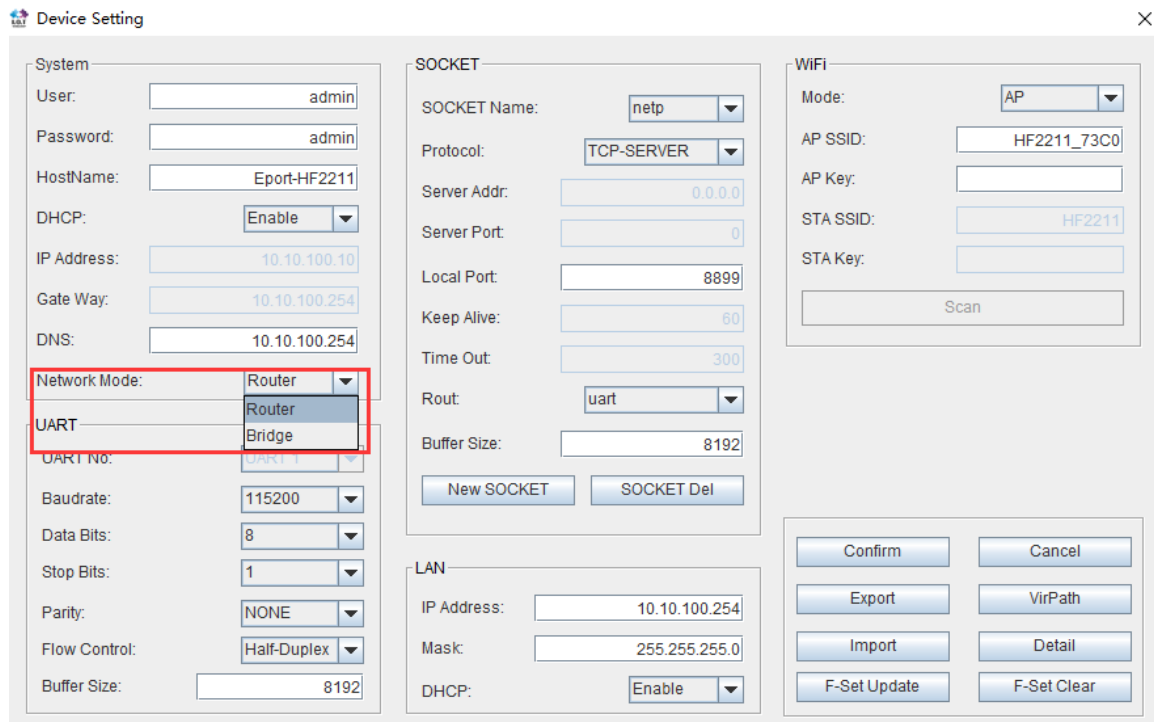 Device Setting
System
User: admin
Password: admin
HostName: Eport-HF2211
DHCP: Enable
IP Address: 10.10.100.10
Gate Way: 10.10.100.254
DNS: 10.10.100.254
Network Mode: Router
Router
Bridge
UART
UART No: UART 1
Baudrate: 115200
Data Bits: 8
Stop Bits: 1
Parity: NONE
Flow Control: Half-Duplex
Buffer Size: 8192
SOCKET
SOCKET Name: netp
Protocol: TCP-SERVER
Server Addr: 0.0.0.0
Server Port: 0
Local Port: 8899
Keep Alive: 60
Time Out: 300
Rout: uart
Buffer Size: 8192
New SOCKET SOCKET Del
LAN
IP Address: 10.10.100.254
Mask: 255.255.255.0
DHCP: Enable
WiFi
Mode: AP
AP SSID: HF2211_73C0
AP Key:
STA SSID: HF2211
STA Key:
Scan
Confirm Cancel
Export VirPath
Import Detail
F-Set Update F-Set Clear